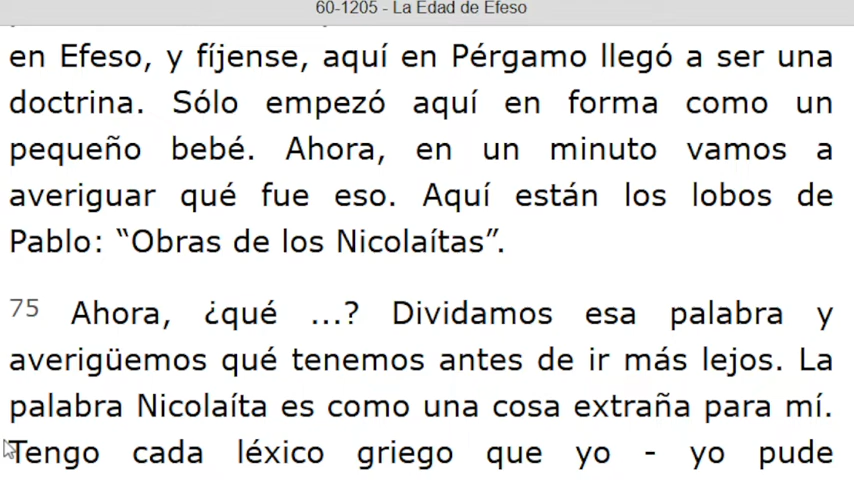 60-1205 - La Edad de Efeso
en Efeso, y fíjense, aquí en Pérgamo llegó a ser una
doctrina. Sólo empezó aquí en forma como un
pequeño bebé. Ahora, en un minuto vamos a
averiguar qué fue eso. Aquí están los lobos de
Pablo: “Obras de los Nicolaítas”.
75 Ahora, ¿qué ...? Dividamos esa palabra y
averigüemos qué tenemos antes de ir más lejos. La
palabra Nicolaíta es como una cosa extraña para mí.
Tengo cada léxico griego que yo - yo pude